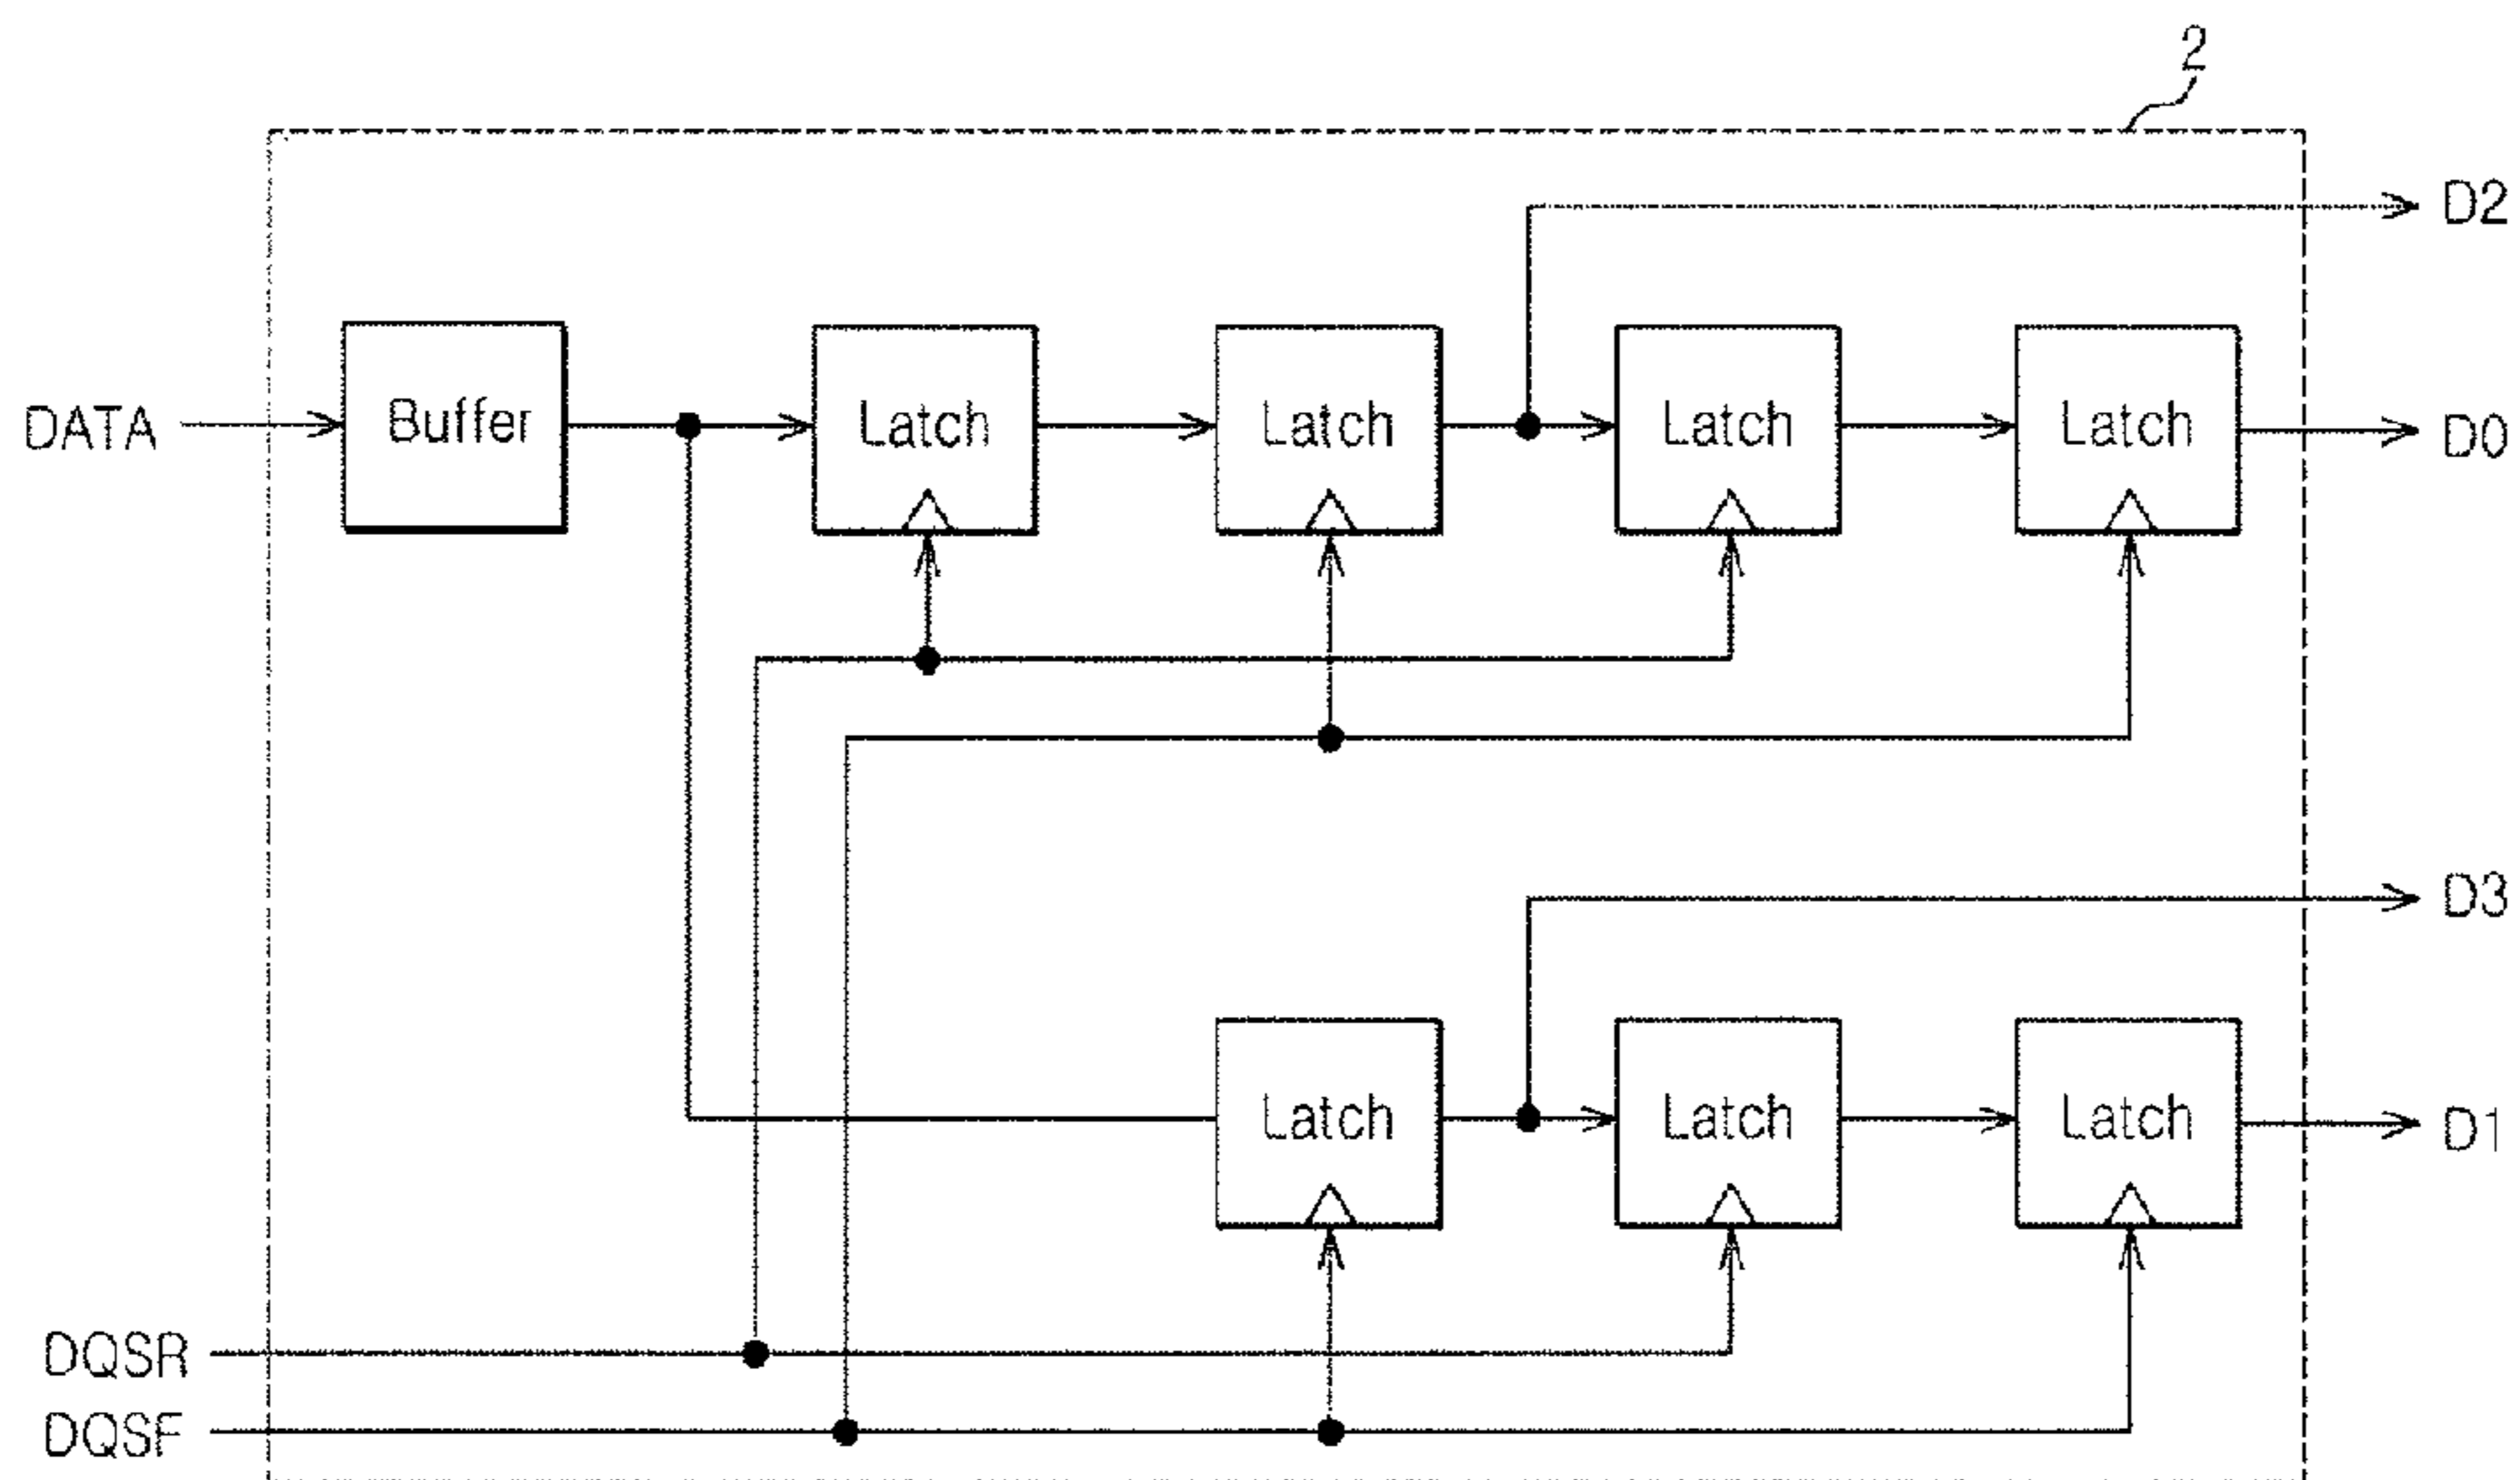 2
D2
DATA
Buffer
Latch
Latch
Latch
Latch
D0
D3
Latch
Latch
Latch
D1
DQSR
DQSF